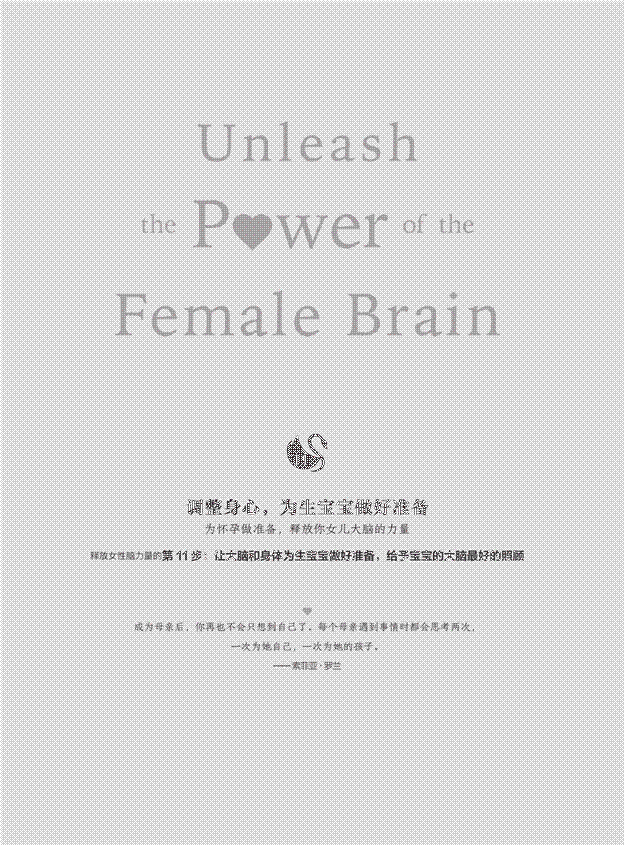 Unleash
the Power of the
Female Brain
调整身心，为生宝宝做好准备
为怀孕做准备，释放你女儿大脑的力量
释放女性脑力量的第 11 步：让大脑和身体为生宝宝做好准备，给予宝宝的大脑最好的照顾
成为母亲后，你再也不会只想到自己了。每个母亲遇到事情时都会思考两次，
一次为她自己，一次为她的孩子。
——索菲亚·罗兰